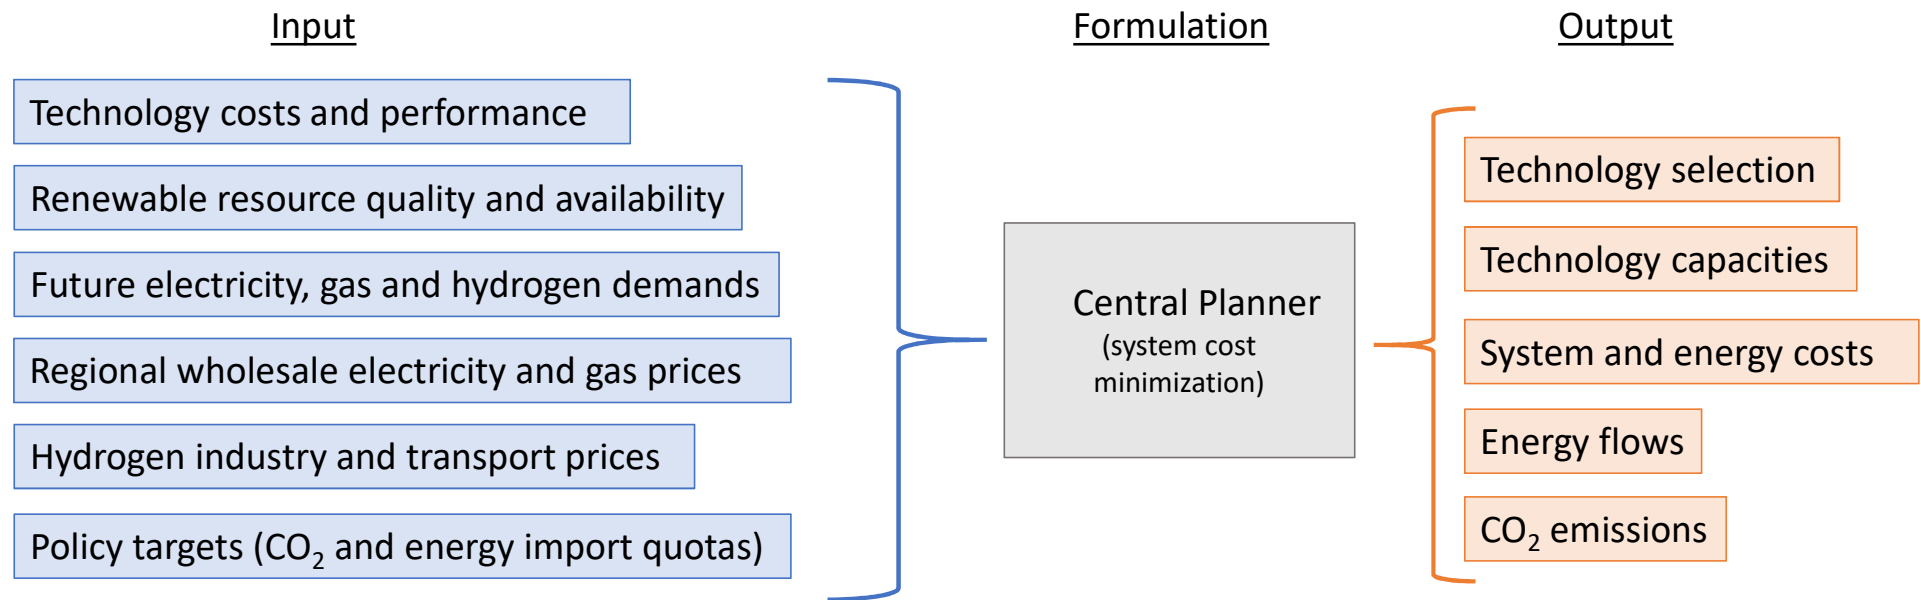 Input
Technology costs and performance
Renewable resource quality and availability
Future electricity, gas and hydrogen demands
Regional wholesale electricity and gas prices
Hydrogen industry and transport prices
Policy targets (CO₂ and energy import quotas)
Formulation
Central Planner
(system cost
minimization)
Output
Technology selection
Technology capacities
System and energy costs
Energy flows
CO₂ emissions